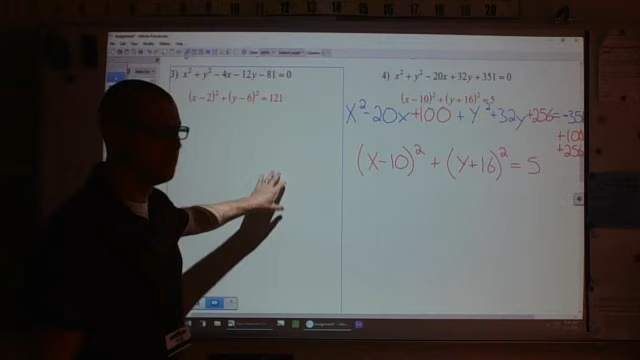 3) x² + y² − 4x − 12y − 81 = 0
(x − 2)² + (y − 6)² = 121
4) x² + y² − 20x + 32y + 351 = 0
(x − 10)² + (y + 16)² = 5
x² − 20x + 100 + y² + 32y + 256 = −35
+100
+256
(x − 10)² + (y + 16)² = 5